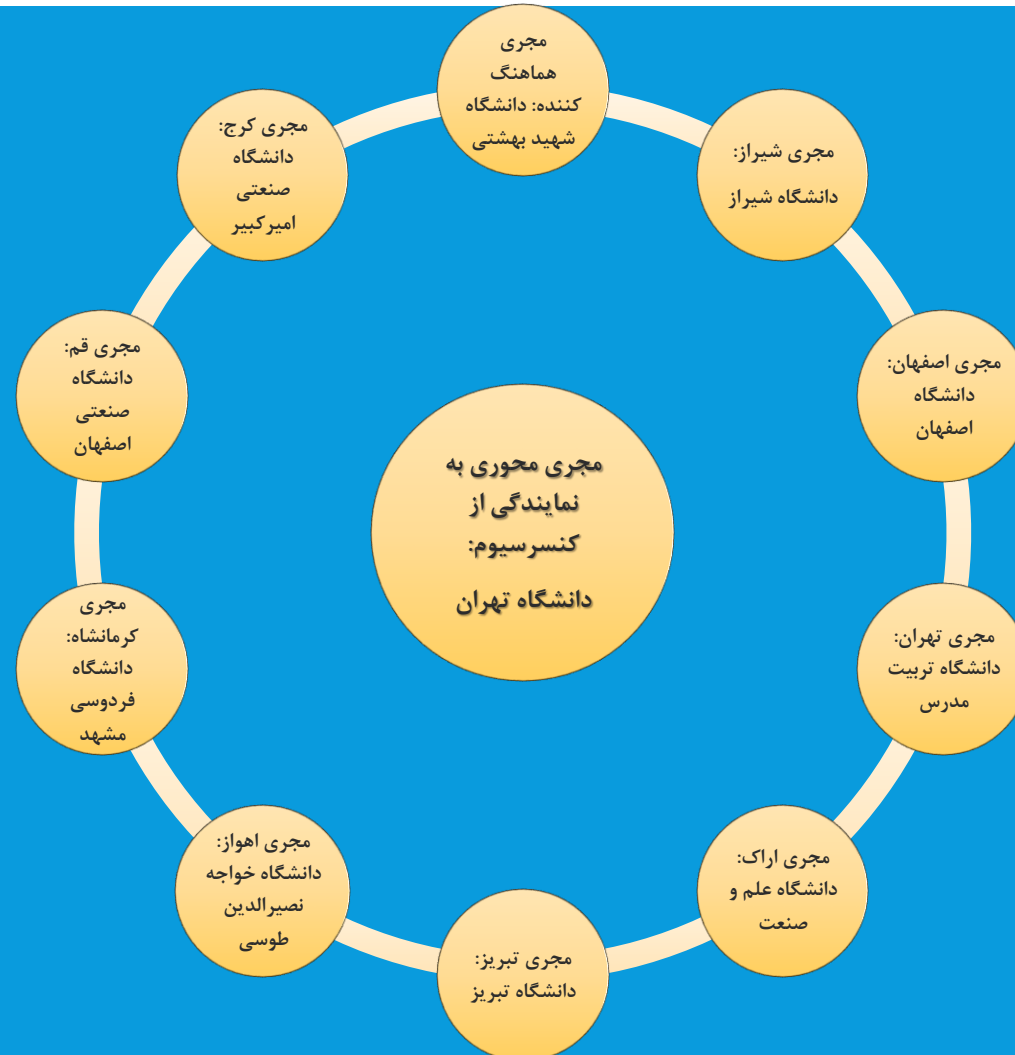 مجری
هماهنگ
کننده: دانشگاه
شهید بهشتی
مجری شیراز:
دانشگاه شیراز
مجری اصفهان:
دانشگاه
اصفهان
مجری تهران:
دانشگاه تربیت
مدرس
مجری اراک:
دانشگاه علم و
صنعت
مجری تبریز:
دانشگاه تبریز
مجری اهواز:
دانشگاه خواجه
نصیرالدین
طوسی
مجری
کرمانشاه:
دانشگاه
فردوسی
مشهد
مجری قم:
دانشگاه
صنعتی
اصفهان
مجری کرج:
دانشگاه
صنعتی
امیرکبیر
مجری محوری به
نمایندگی از
کنسرسیوم:
دانشگاه تهران